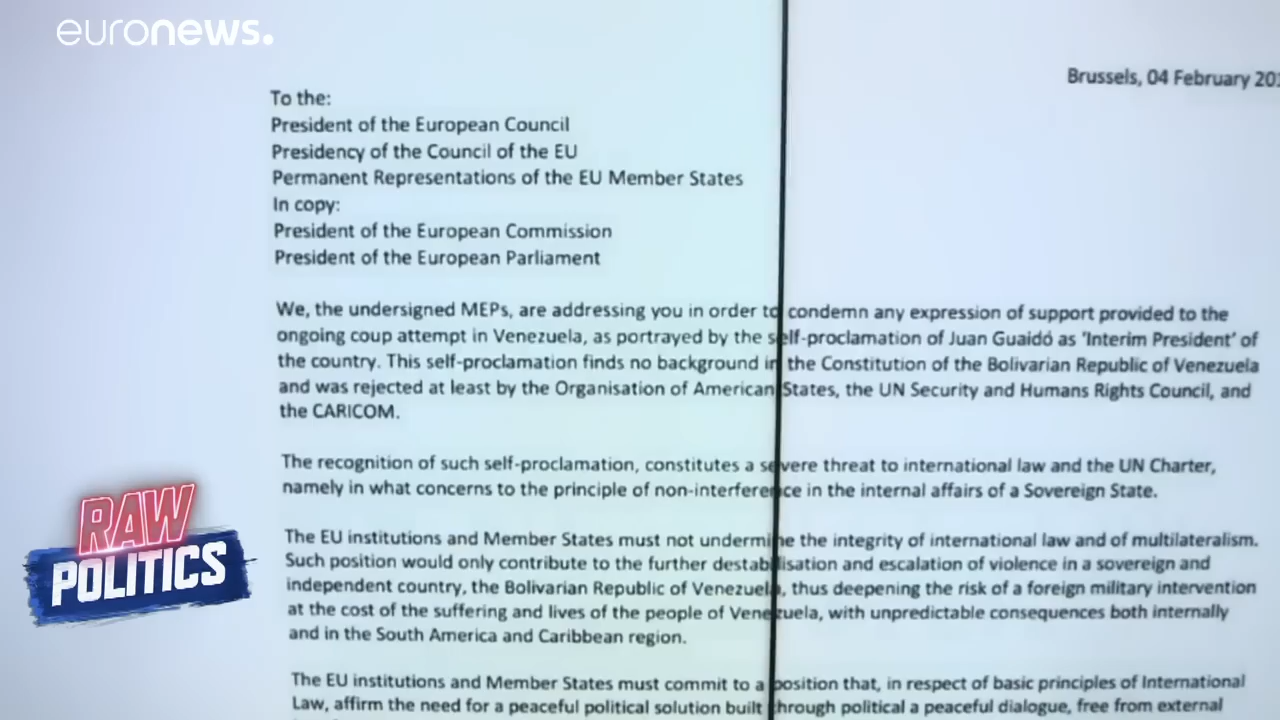 euronews.
Brussels, 04 February 201
To the:
President of the European Council
Presidency of the Council of the EU
Permanent Representations of the EU Member States
In copy:
President of the European Commission
President of the European Parliament
We, the undersigned MEPs, are addressing you in order to condemn any expression of support provided to the
ongoing coup attempt in Venezuela, as portrayed by the self-proclamation of Juan Guaidó as 'Interim President' of
the country. This self-proclamation finds no background in the Constitution of the Bolivarian Republic of Venezuela
and was rejected at least by the Organisation of American States, the UN Security and Humans Rights Council, and
the CARICOM.
The recognition of such self-proclamation, constitutes a severe threat to international law and the UN Charter,
namely in what concerns to the principle of non-interference in the internal affairs of a Sovereign State.
The EU institutions and Member States must not undermine the integrity of international law and of multilateralism.
Such position would only contribute to the further destabilisation and escalation of violence in a sovereign and
independent country, the Bolivarian Republic of Venezuela, thus deepening the risk of a foreign military intervention
at the cost of the suffering and lives of the people of Venezuela, with unpredictable consequences both internally
and in the South America and Caribbean region.
The EU institutions and Member States must commit to a position that, in respect of basic principles of International
Law, affirm the need for a peaceful political solution built through political a peaceful dialogue, free from external
RAW
POLITICS